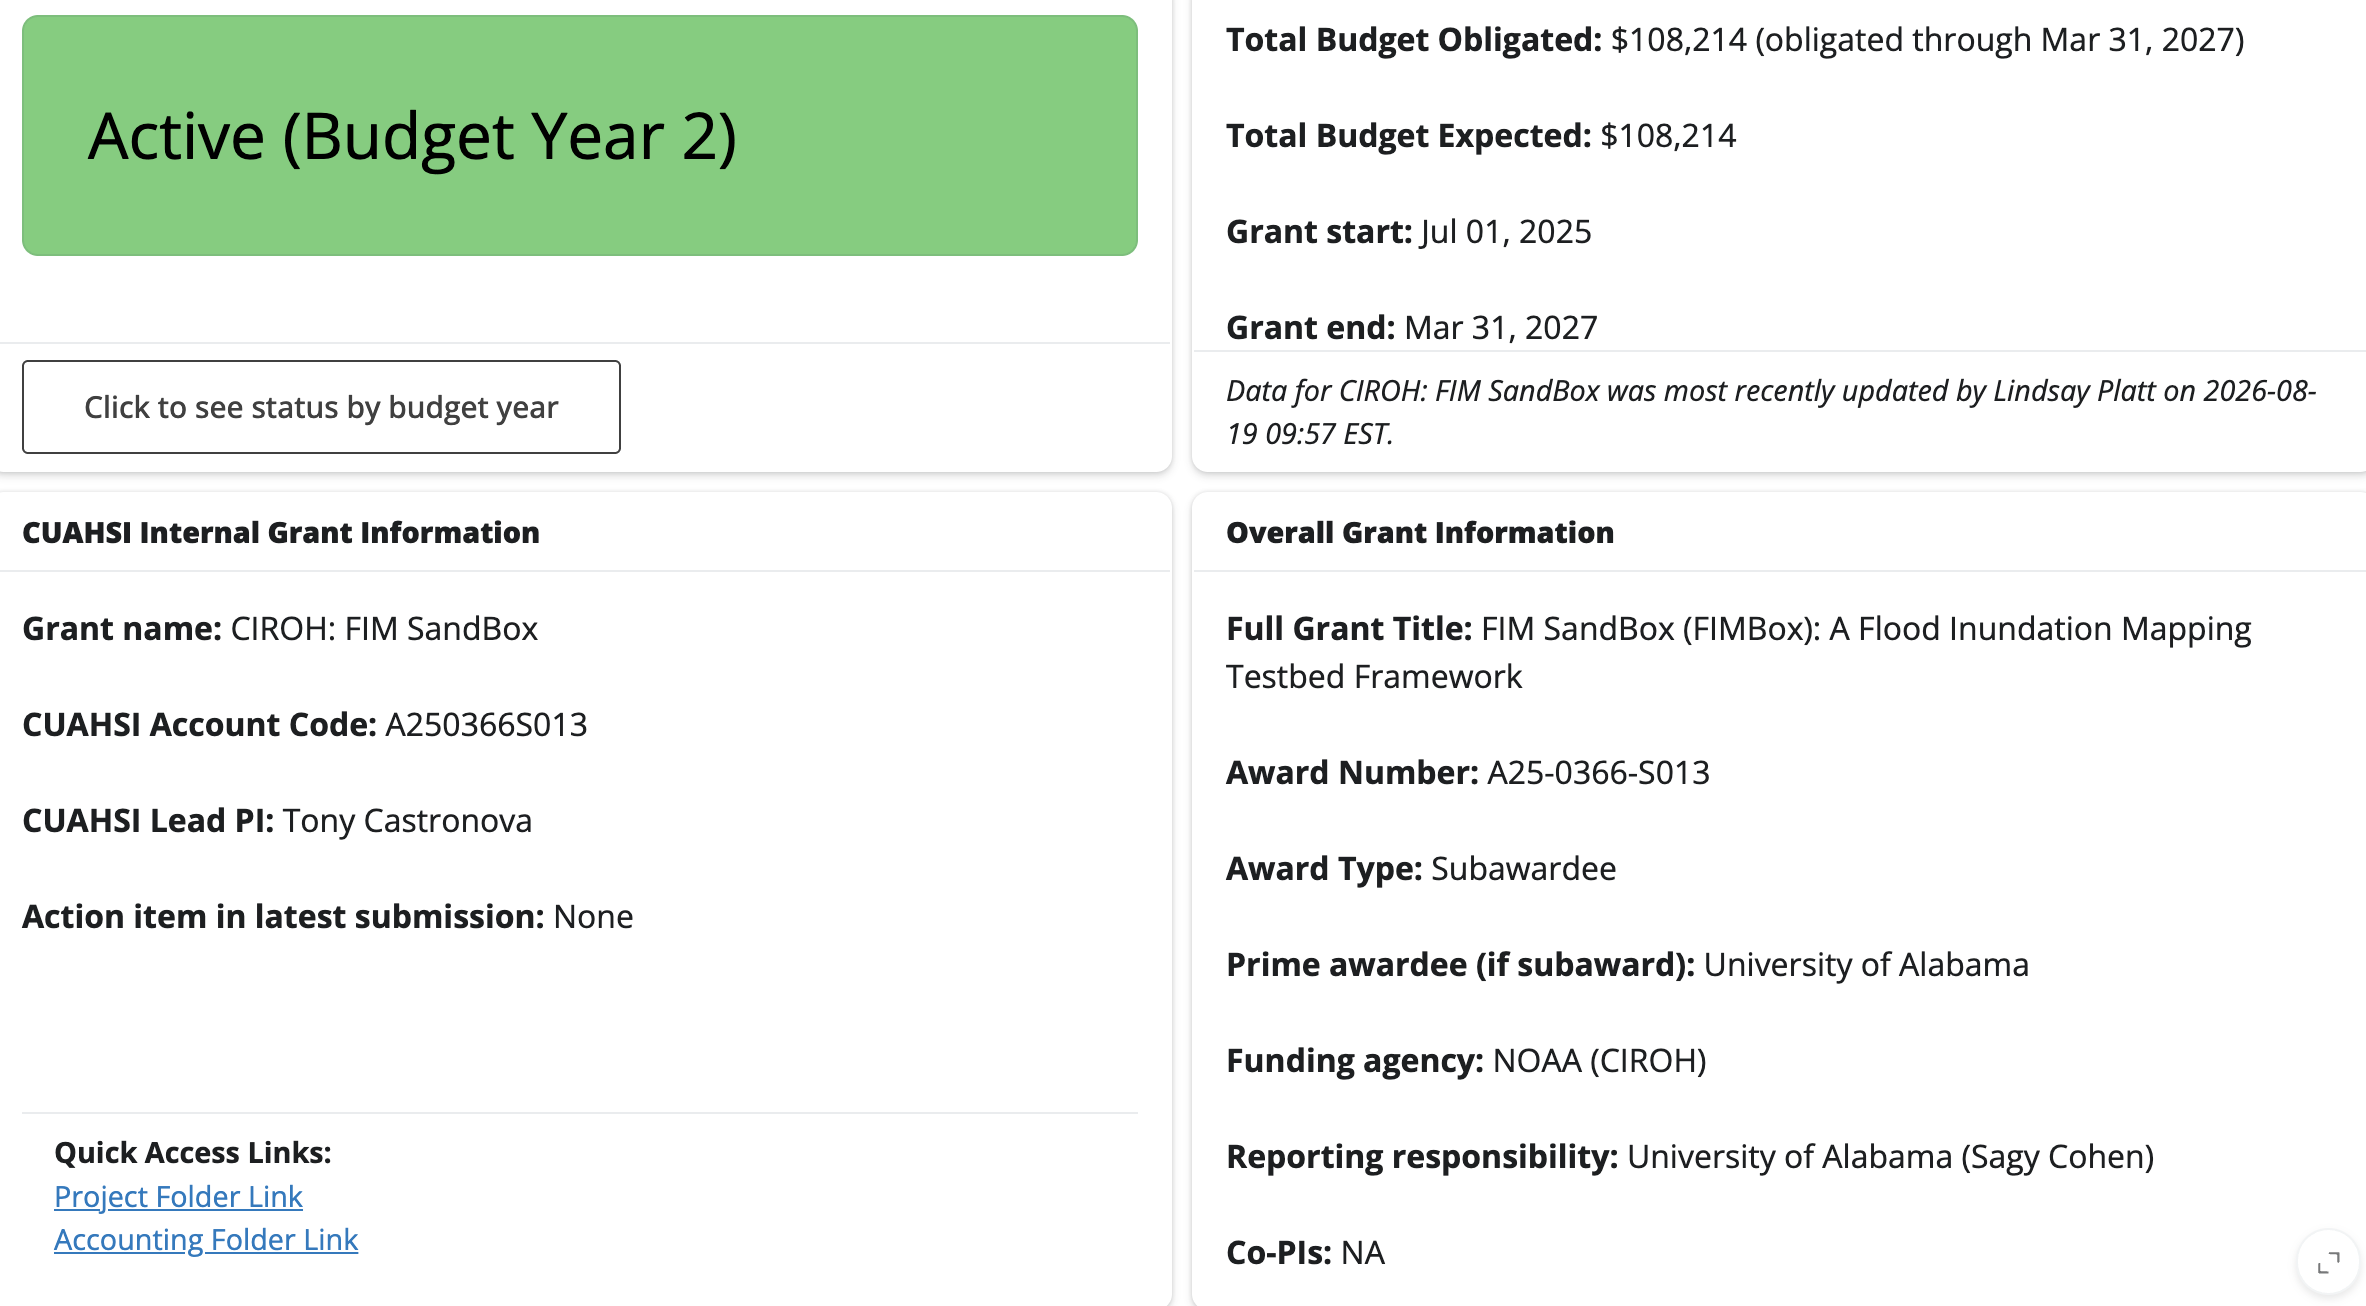 Active (Budget Year 2)
Click to see status by budget year
Total Budget Obligated: $108,214 (obligated through Mar 31, 2027)
Total Budget Expected: $108,214
Grant start: Jul 01, 2025
Grant end: Mar 31, 2027
Data for CIROH: FIM SandBox was most recently updated by Lindsay Platt on 2026-08-
19 09:57 EST.
CUAHSI Internal Grant Information
Grant name: CIROH: FIM SandBox
CUAHSI Account Code: A250366S013
CUAHSI Lead PI: Tony Castronova
Action item in latest submission: None
Quick Access Links:
Project Folder Link
Accounting Folder Link
Overall Grant Information
Full Grant Title: FIM SandBox (FIMBox): A Flood Inundation Mapping
Testbed Framework
Award Number: A25-0366-S013
Award Type: Subawardee
Prime awardee (if subaward): University of Alabama
Funding agency: NOAA (CIROH)
Reporting responsibility: University of Alabama (Sagy Cohen)
Co-PIs: NA